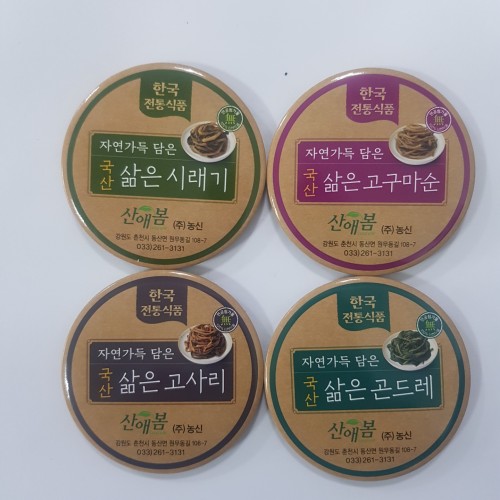 한국
전통식품
無
자연가득 담은
국산 삶은 시래기
산애봄 (주)농신
강원도 춘천시 동산면 원무동길 108-7
033)261-3131
한국
전통식품
無
자연가득 담은
국산 삶은 고구마순
산애봄 (주)농신
강원도 춘천시 동산면 원무동길 108-7
033)261-3131
한국
전통식품
無
자연가득 담은
국산 삶은 고사리
산애봄 (주)농신
강원도 춘천시 동산면 원무동길 108-7
033)261-3131
한국
전통식품
無
자연가득 담은
국산 삶은 곤드레
산애봄 (주)농신
강원도 춘천시 동산면 원무동길 108-7
033)261-3131